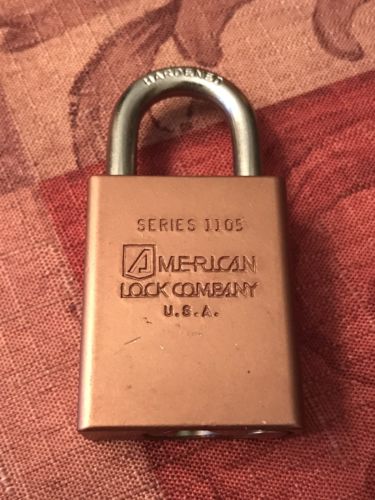 HARDENED
SERIES 1105
AMERICAN
LOCK COMPANY
U.S.A.